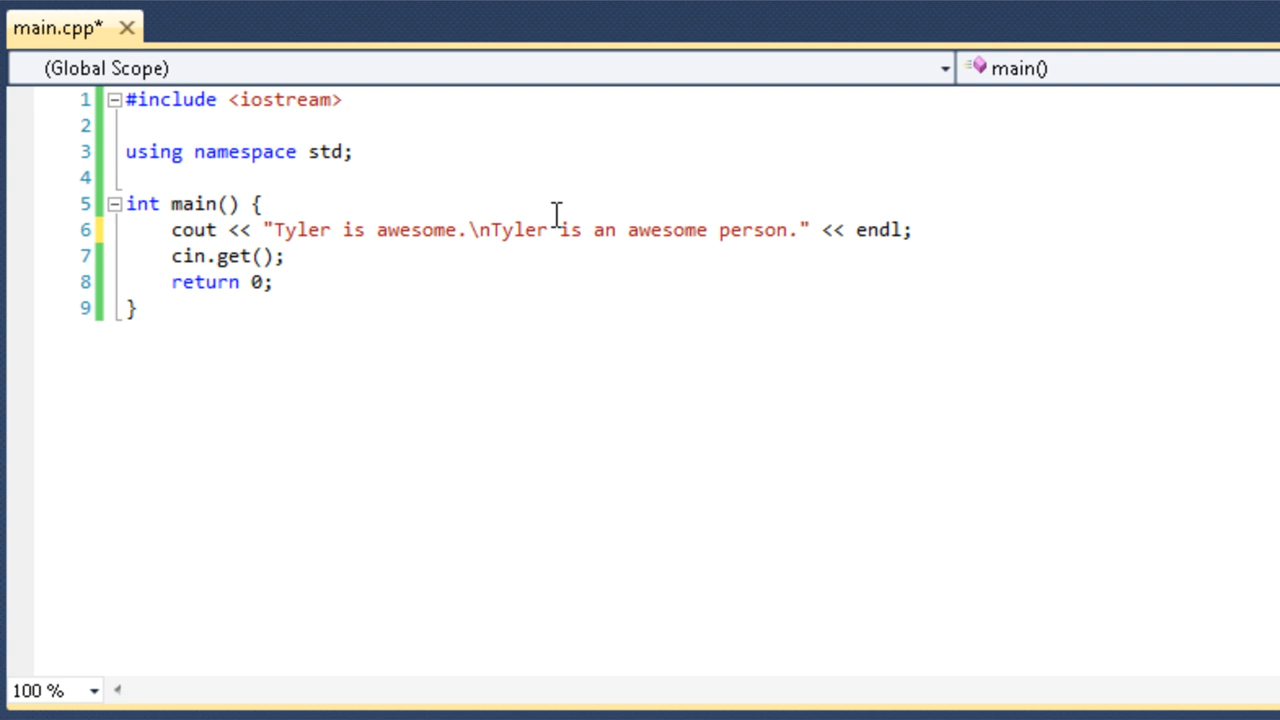 main.cpp*
(Global Scope) main()
1 #include <iostream>
2
3 using namespace std;
4
5 int main() {
6 cout << "Tyler is awesome.\nTyler is an awesome person." << endl;
7 cin.get();
8 return 0;
9 }
100 %